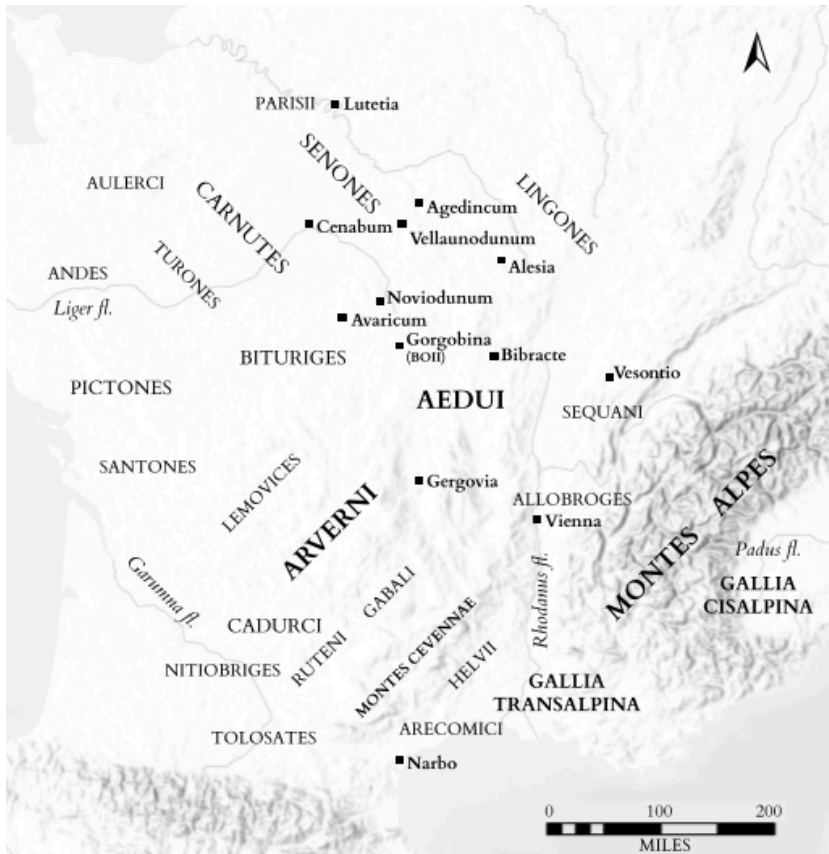 PARISII
Lutetia
SENONES
AULERCI
CARNUTES
Agedincum
LINGONES
Cenabum
Vellaunodunum
TURONES
ANDES
Alesia
Liger fl.
Noviodunum
Avaricum
Gorgobina
(BOII)
BITURIGES
Bibracte
Vesontio
PICTONES
AEDUI
SEQUANI
SANTONES
LEMOVICES
Gergovia
ARVERNI
ALLOBROGES
Vienna
MONTES ALPES
Padus fl.
GALLIA
CISALPINA
Garumna fl.
Rhodanus fl.
GABALI
CADURCI
RUTENI
MONTES CEVENNAE
HELVII
NITIOBRIGES
GALLIA
TRANSALPINA
TOLOSATES
ARECOMICI
Narbo
0 100 200
MILES